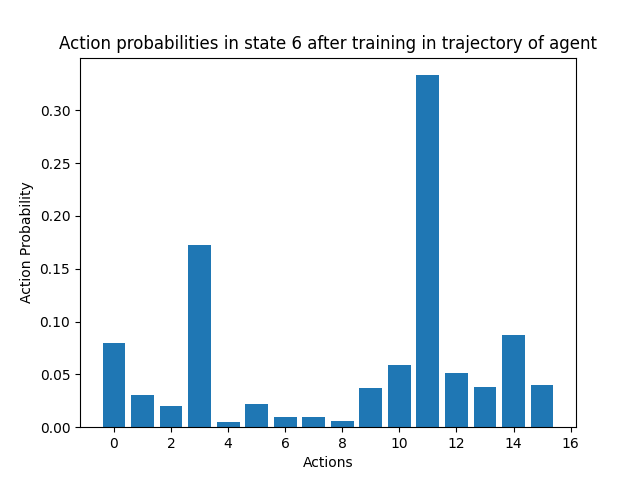 Action probabilities in state 6 after training in trajectory of agent
0.30
0.25
0.20
0.15
0.10
0.05
0.00
Action Probability
0 2 4 6 8 10 12 14 16
Actions